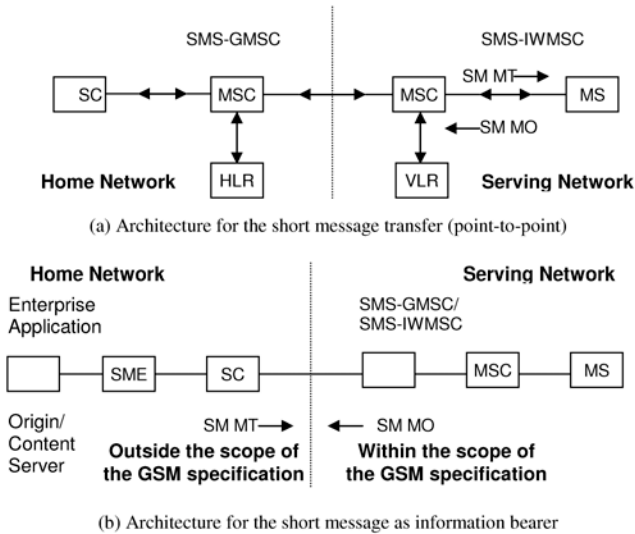 SMS-GMSC
SMS-IWMSC
SM MT
SC
MSC
MSC
MS
SM MO
Home Network
HLR
VLR
Serving Network
(a) Architecture for the short message transfer (point-to-point)
Home Network
Serving Network
Enterprise
Application
SMS-GMSC/
SMS-IWMSC
SME
SC
MSC
MS
Origin/
Content
Server
SM MT
SM MO
Outside the scope of
the GSM specification
Within the scope of
the GSM specification
(b) Architecture for the short message as information bearer